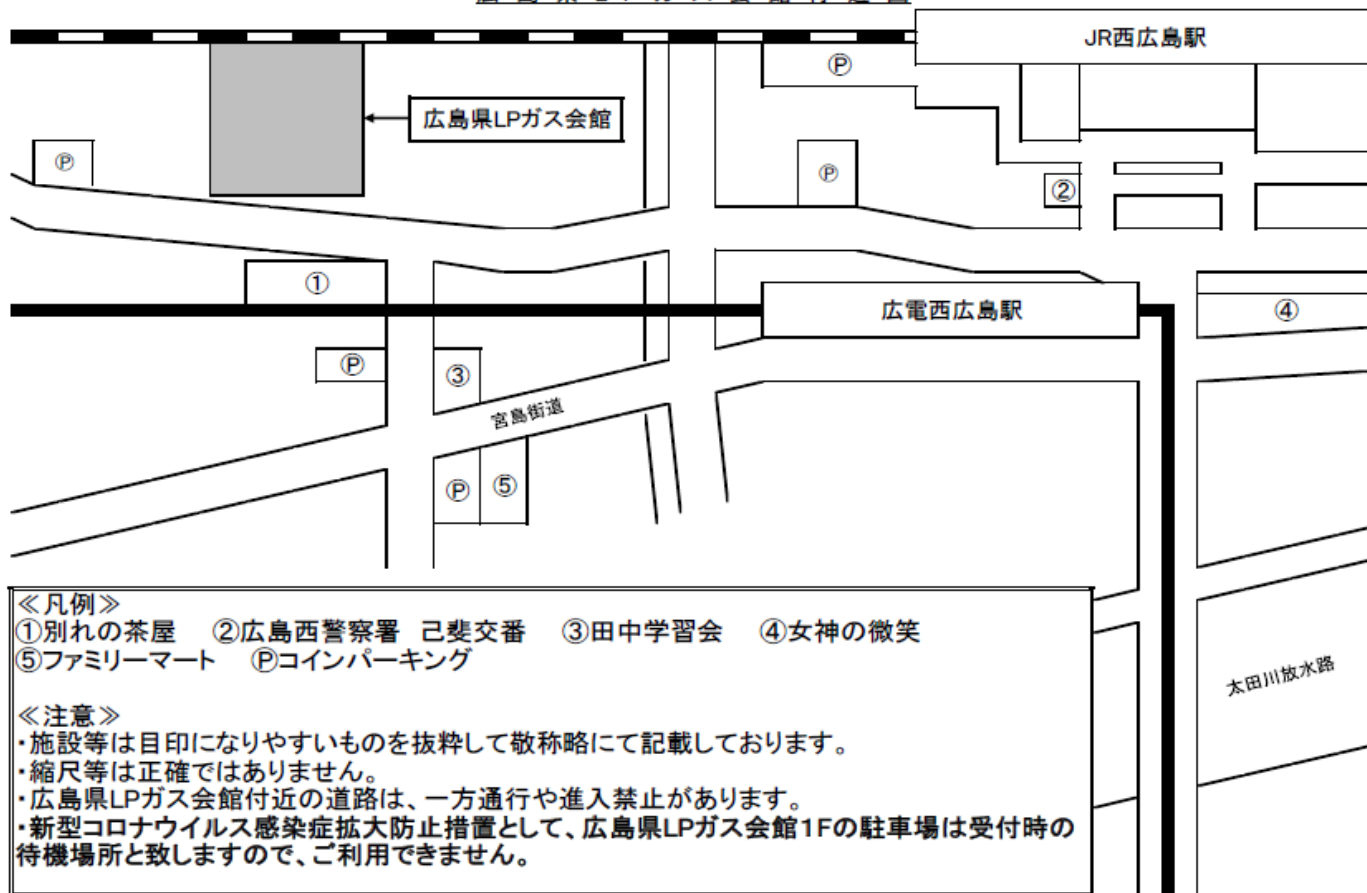 JR西広島駅
Ⓟ
広島県LPガス会館
Ⓟ
Ⓟ
②
①
広電西広島駅
④
Ⓟ
③
宮島街道
Ⓟ
⑤
太田川放水路
≪凡例≫
①別れの茶屋 ②広島西警察署 己斐交番 ③田中学習会 ④女神の微笑
⑤ファミリーマート Ⓟコインパーキング
≪注意≫
・施設等は目印になりやすいものを抜粋して敬称略にて記載しております。
・縮尺等は正確ではありません。
・広島県LPガス会館付近の道路は、一方通行や進入禁止があります。
・新型コロナウイルス感染症拡大防止措置として、広島県LPガス会館1Fの駐車場は受付時の
待機場所と致しますので、ご利用できません。